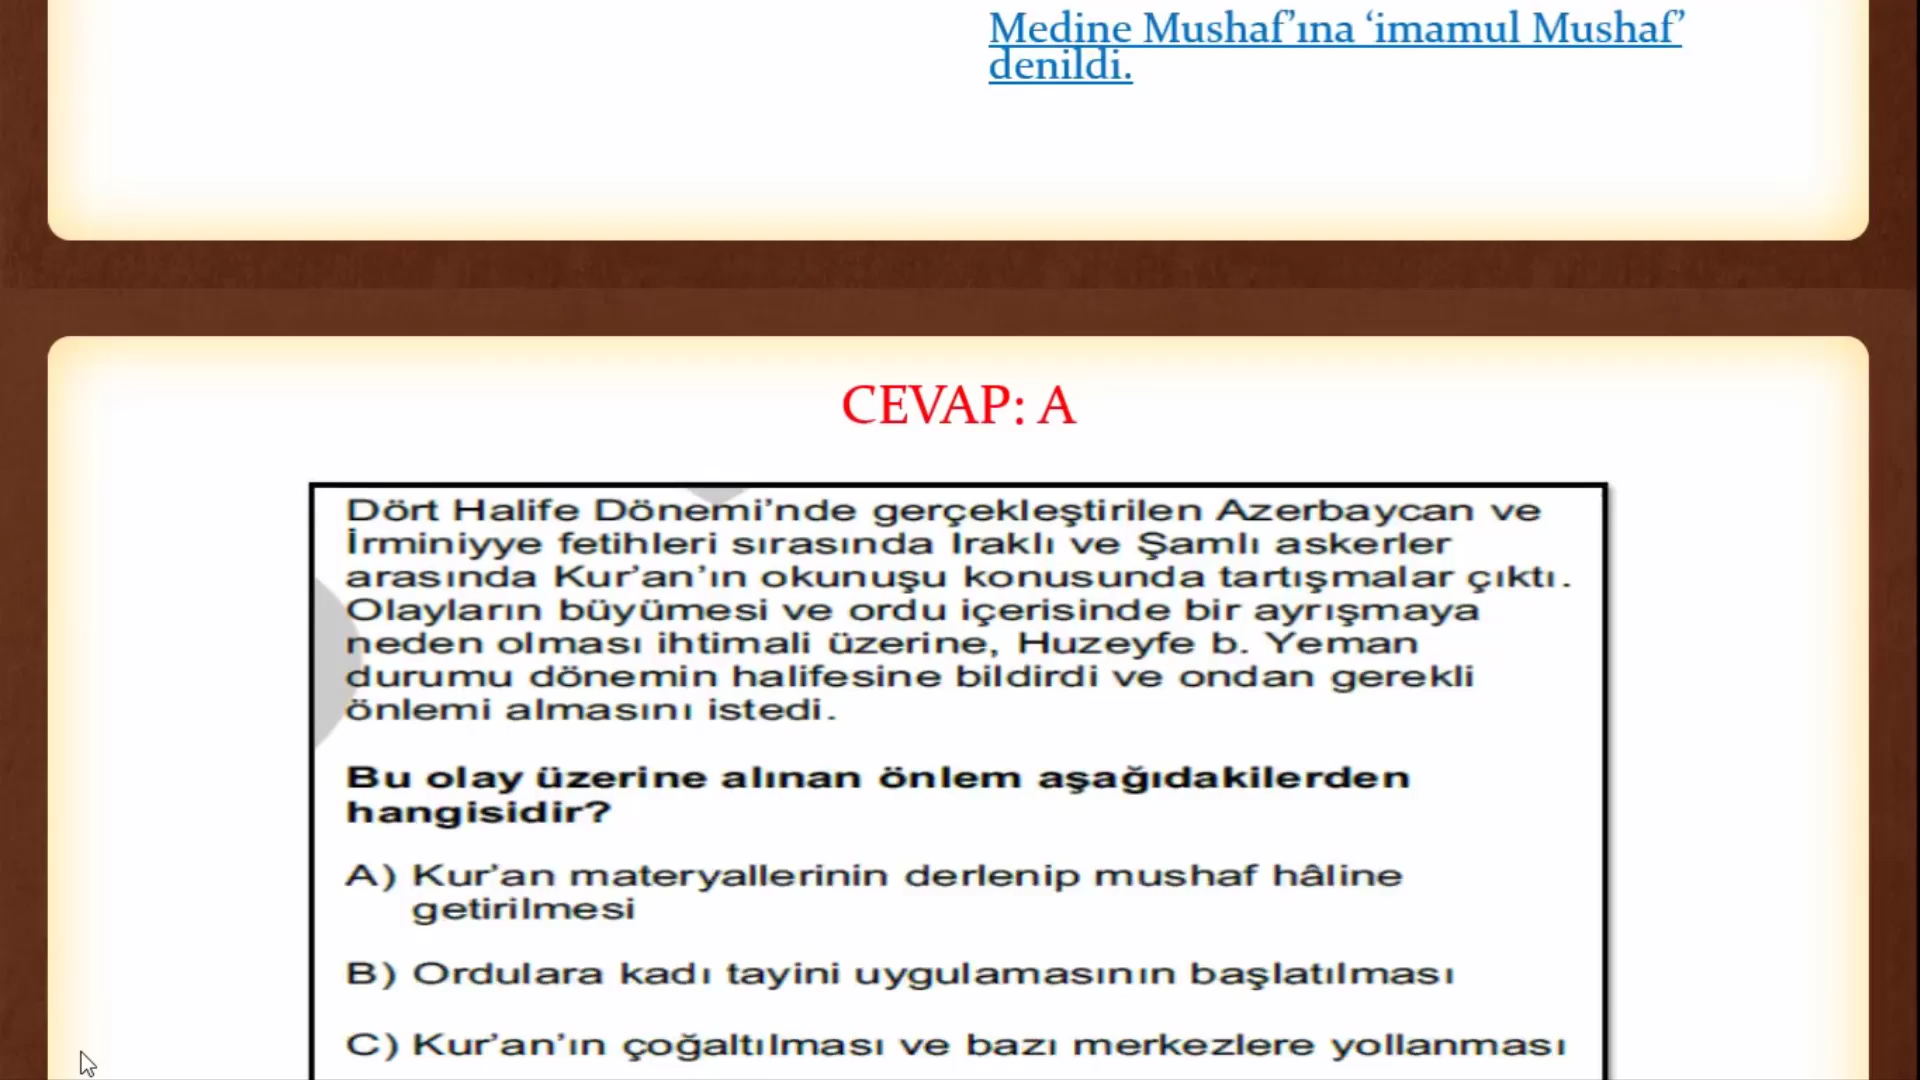 Medine Mushaf’ına ‘imamul Mushaf’
denildi.
CEVAP: A
Dört Halife Dönemi’nde gerçekleştirilen Azerbaycan ve
İrminiyye fetihleri sırasında Iraklı ve Şamlı askerler
arasında Kur’an’ın okunuşu konusunda tartışmalar çıktı.
Olayların büyümesi ve ordu içerisinde bir ayrışmaya
neden olması ihtimali üzerine, Huzeyfe b. Yeman
durumu dönemin halifesine bildirdi ve ondan gerekli
önlemi almasını istedi.
Bu olay üzerine alınan önlem aşağıdakilerden
hangisidir?
A) Kur’an materyallerinin derlenip mushaf hâline
getirilmesi
B) Ordulara kadı tayini uygulamasının başlatılması
C) Kur’an’ın çoğaltılması ve bazı merkezlere yollanması